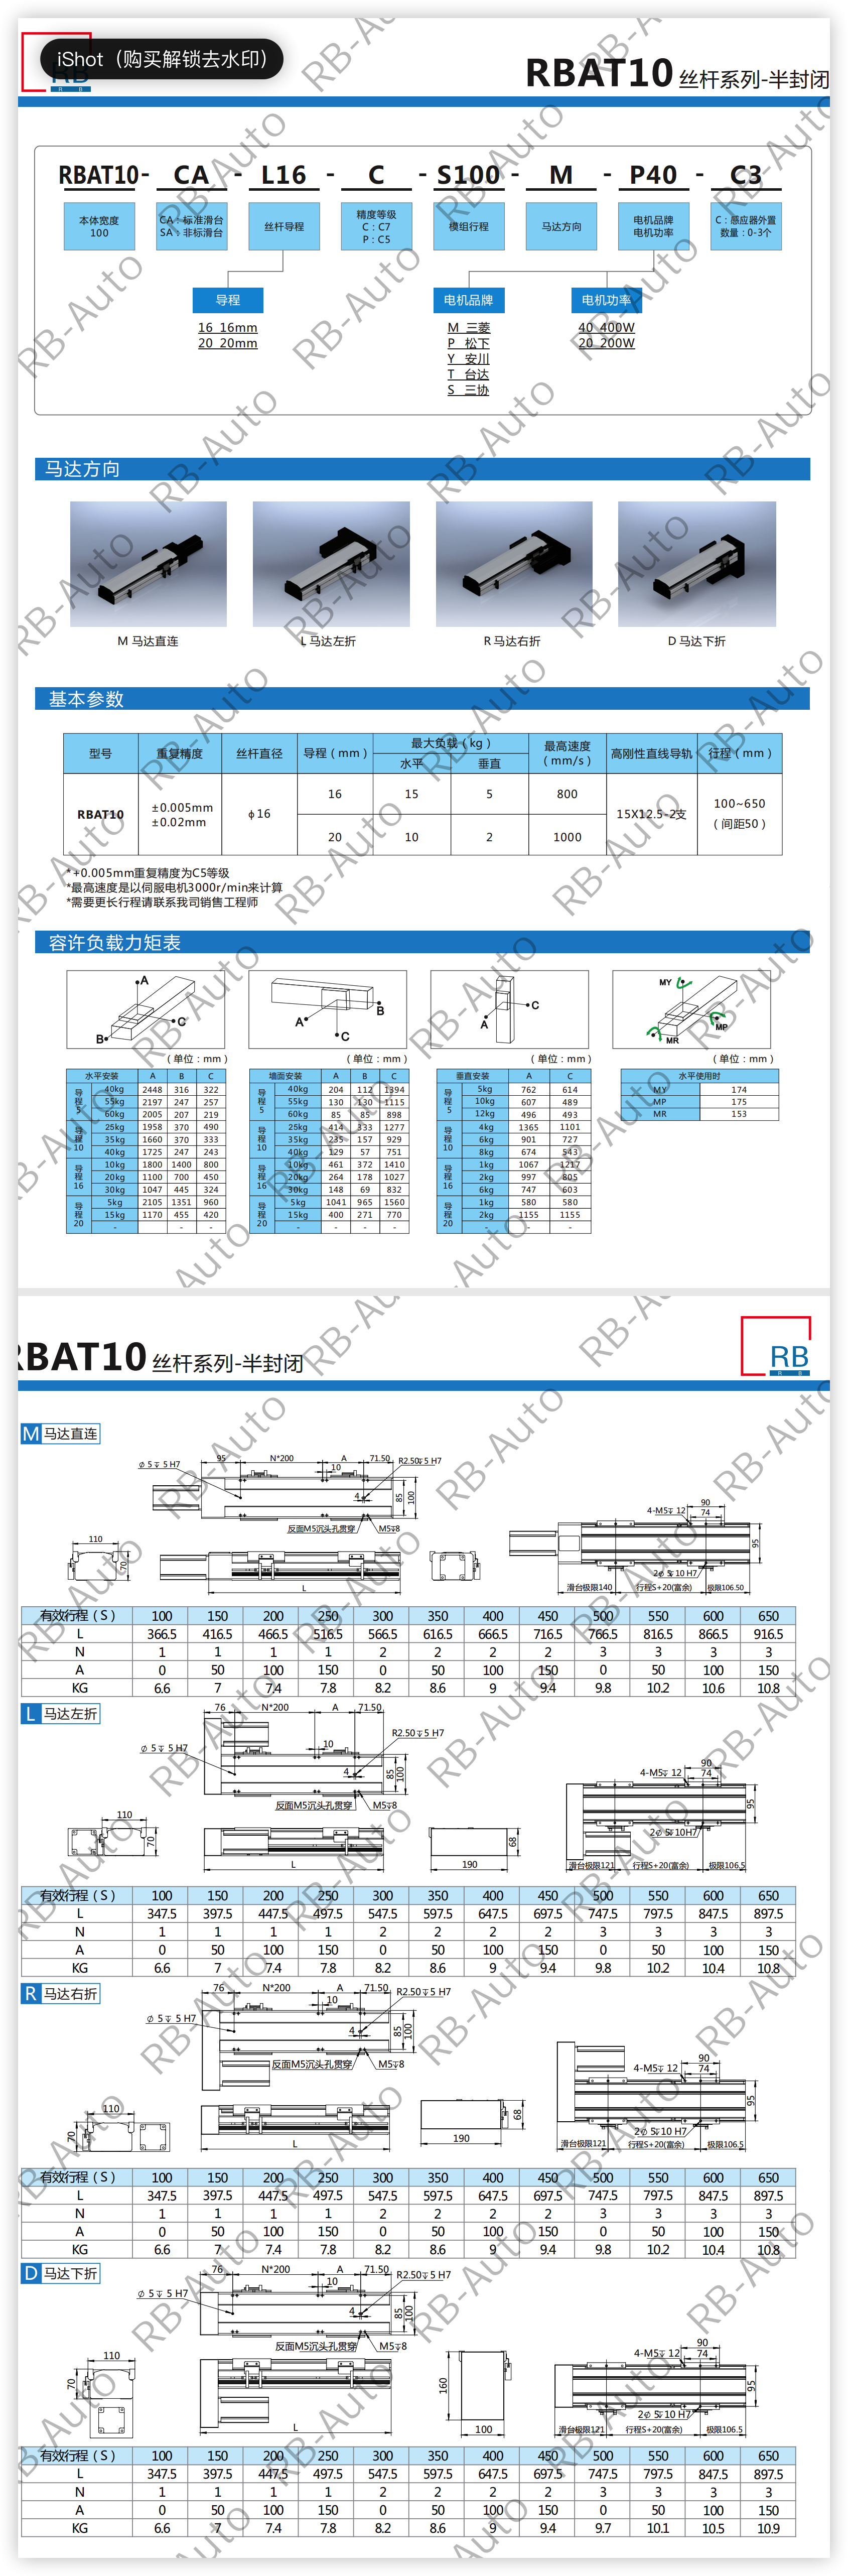 iShot（购买解锁去水印）
RB
R B
RBAT10 丝杆系列-半封闭
RBAT10 - CA - L16 - C - S100 - M - P40 - C3
本体宽度
100
CA：标准滑台
SA：非标滑台
丝杆导程
精度等级
C：C7
P：C5
模组行程
马达方向
电机品牌
电机功率
C：感应器外置
数量：0-3个
导程
16 16mm
20 20mm
电机品牌
M 三菱
P 松下
Y 安川
T 台达
S 三协
电机功率
40 400W
20 200W
马达方向
M 马达直连
L 马达左折
R 马达右折
D 马达下折
基本参数
型号 重复精度 丝杆直径 导程（mm） 最大负载（kg） 最高速度（mm/s） 高刚性直线导轨 行程（mm）
水平 垂直
RBAT10 ±0.005mm ±0.02mm ϕ16 15X12.5-2支 100~650（间距50）
16 15 5 800
20 10 2 1000
*+0.005mm重复精度为C5等级
*最高速度是以伺服电机3000r/min来计算
*需要更长行程请联系我司销售工程师
容许负载力矩表
A B C
A B C
A C
MY MP MR
（单位：mm） （单位：mm） （单位：mm） （单位：mm）
水平安装 A B C
导程5 40kg 2448 316 322
55kg 2197 247 257
60kg 2005 207 219
导程10 25kg 1958 370 490
35kg 1660 370 333
40kg 1725 247 243
导程16 10kg 1800 1400 800
20kg 1100 700 450
30kg 1047 445 324
导程20 5kg 2105 1351 960
15kg 1170 455 420
- - - -
墙面安装 A B C
导程5 40kg 204 112 1394
55kg 130 130 1115
60kg 85 898
导程10 25kg 414 333 1277
35kg 235 157 929
40kg 129 57 751
导程16 10kg 461 372 1410
20kg 264 178 1027
30kg 148 69 832
导程20 5kg 1041 965 1560
15kg 400 271 770
- - - -
垂直安装 A C
导程5 5kg 762 614
10kg 607 489
12kg 496 493
导程10 4kg 1365 1101
6kg 901 727
8kg 674 543
导程16 1kg 1067 1217
2kg 997 805
6kg 747 603
导程20 1kg 580 580
2kg 1155 1155
- - -
水平使用时
MY 174
MP 175
MR 153
RBAT10 丝杆系列-半封闭
RB
R B
M 马达直连
95 N*200 A 71.50
ϕ5↧5 H7 10 R2.50↧5 H7
4 85 100
反面M5沉头孔贯穿 M5↧8
110 70 L
4-M5↧12 90 74 95
2ϕ5↧10 H7
滑台极限140 行程S+20(富余) 极限106.50
有效行程（S） 100 150 200 250 300 350 400 450 500 550 600 650
L 366.5 416.5 466.5 516.5 566.5 616.5 666.5 716.5 766.5 816.5 866.5 916.5
N 1 1 1 1 2 2 2 2 3 3 3 3
A 0 50 100 150 0 50 100 150 0 50 100 150
KG 6.6 7 7.4 7.8 8.2 8.6 9 9.4 9.8 10.2 10.6 10.8
L 马达左折
76 N*200 A 71.50
ϕ5↧5 H7 10 R2.50↧5 H7
4 85 100
反面M5沉头孔贯穿 M5↧8
110 70 L 190 68
4-M5↧12 90 74 95
2ϕ5↧10H7
滑台极限121 行程S+20(富余) 极限106.5
有效行程（S） 100 150 200 250 300 350 400 450 500 550 600 650
L 347.5 397.5 447.5 497.5 547.5 597.5 647.5 697.5 747.5 797.5 847.5 897.5
N 1 1 1 1 2 2 2 2 3 3 3 3
A 0 50 100 150 0 50 100 150 0 50 100 150
KG 6.6 7 7.4 7.8 8.2 8.6 9 9.4 9.8 10.2 10.4 10.8
R 马达右折
76 N*200 A 71.50
ϕ5↧5 H7 10 R2.50↧5 H7
4 85 100
反面M5沉头孔贯穿 M5↧8
110 70 L 190 68
4-M5↧12 90 74 95
2ϕ5↧10 H7
滑台极限121 行程S+20(富余) 极限106.5
有效行程（S） 100 150 200 250 300 350 400 450 500 550 600 650
L 347.5 397.5 447.5 497.5 547.5 597.5 647.5 697.5 747.5 797.5 847.5 897.5
N 1 1 1 1 2 2 2 2 3 3 3 3
A 0 50 100 150 0 50 100 150 0 50 100 150
KG 6.6 7 7.4 7.8 8.2 8.6 9 9.4 9.8 10.2 10.4 10.8
D 马达下折
76 N*200 A 71.50
ϕ5↧5 H7 10 R2.50↧5 H7
4 85 100
反面M5沉头孔贯穿 M5↧8
110 70 L 160 100
4-M5↧12 90 74 95
2ϕ5↧10 H7
滑台极限121 行程S+20(富余) 极限106.5
有效行程（S） 100 150 200 250 300 350 400 450 500 550 600 650
L 347.5 397.5 447.5 497.5 547.5 597.5 647.5 697.5 747.5 797.5 847.5 897.5
N 1 1 1 1 2 2 2 2 3 3 3 3
A 0 50 100 150 0 50 100 150 0 50 100 150
KG 6.6 7 7.4 7.8 8.2 8.6 9 9.4 9.7 10.1 10.5 10.9
RB-Auto